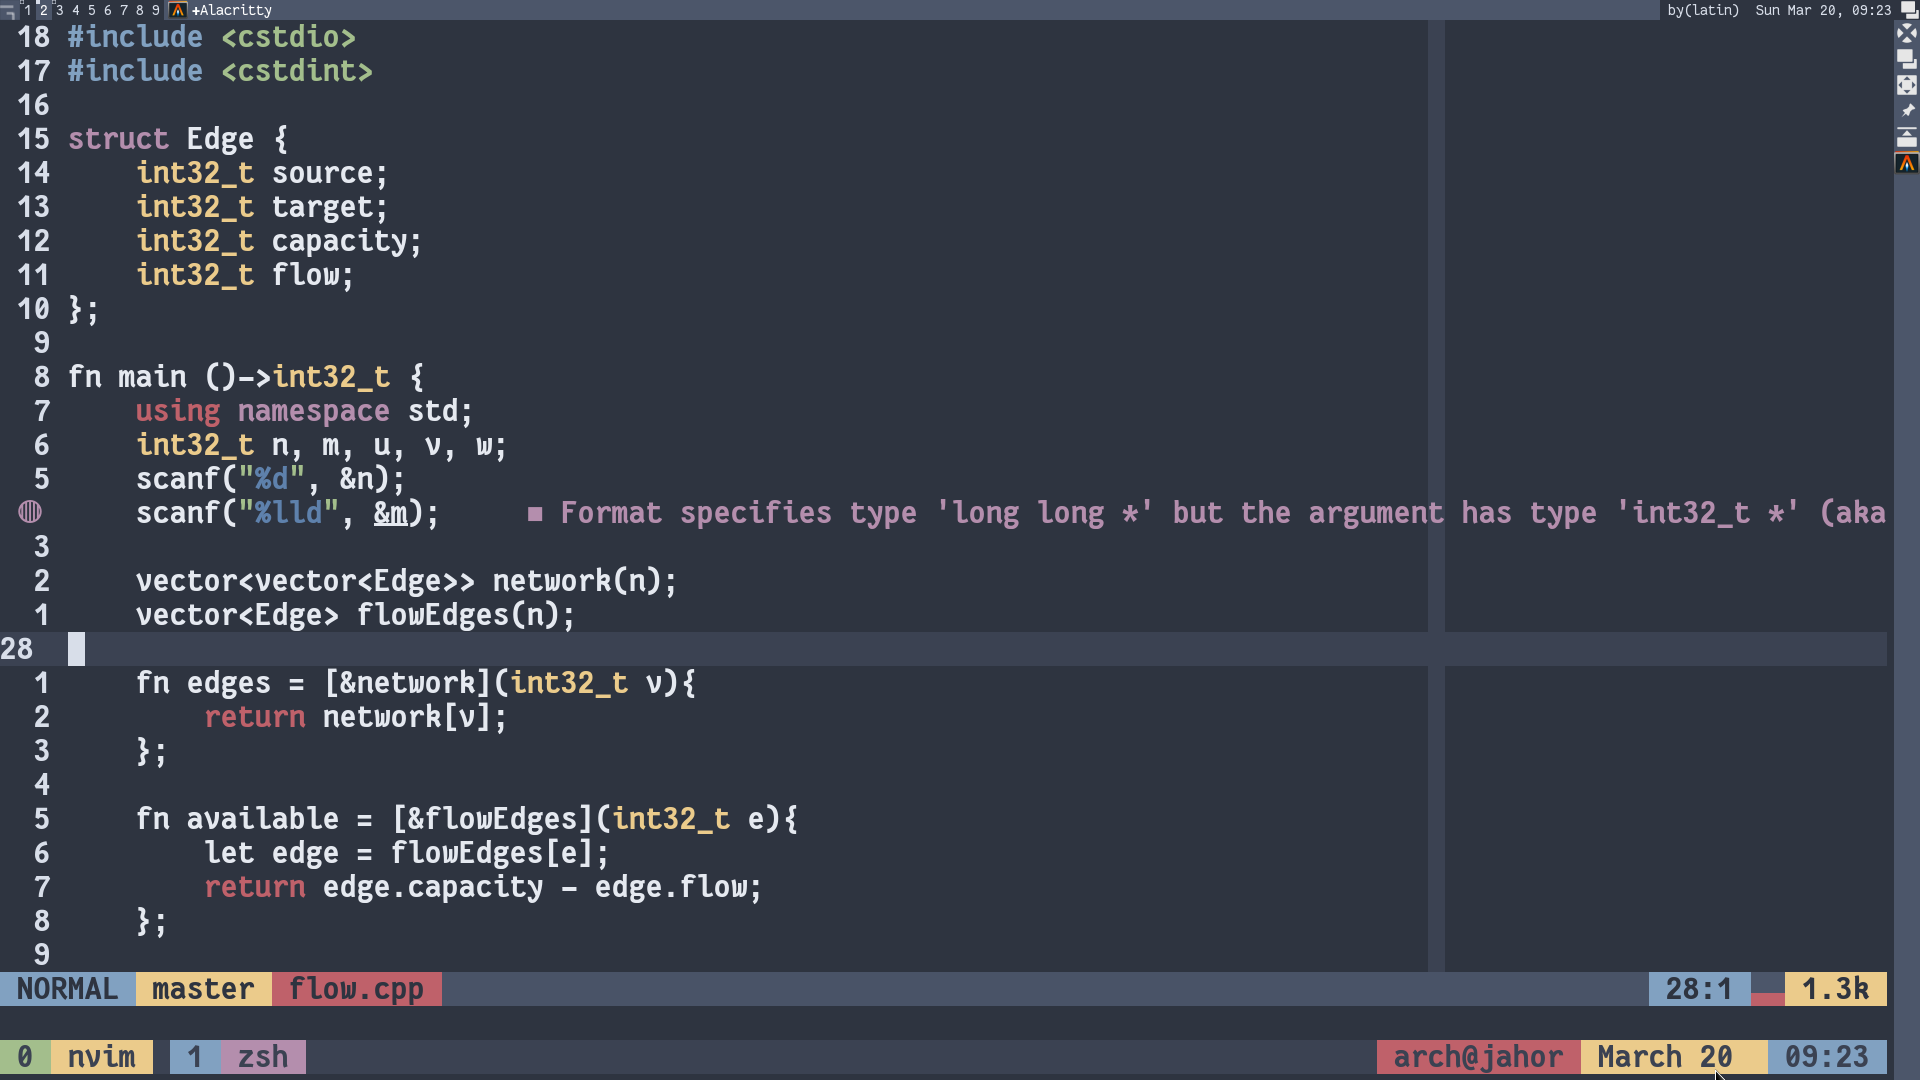 1 2 3 4 5 6 7 8 9 +Alacritty by(latin) Sun Mar 20, 09:23
18 #include <cstdio>
17 #include <cstdint>
16
15 struct Edge {
14 int32_t source;
13 int32_t target;
12 int32_t capacity;
11 int32_t flow;
10 };
9
8 fn main ()->int32_t {
7 using namespace std;
6 int32_t n, m, u, v, w;
5 scanf("%d", &n);
scanf("%lld", &m); ■ Format specifies type 'long long *' but the argument has type 'int32_t *' (aka
3
2 vector<vector<Edge>> network(n);
1 vector<Edge> flowEdges(n);
28
1 fn edges = [&network](int32_t v){
2 return network[v];
3 };
4
5 fn available = [&flowEdges](int32_t e){
6 let edge = flowEdges[e];
7 return edge.capacity - edge.flow;
8 };
9
NORMAL master flow.cpp 28:1 1.3k
0 nvim 1 zsh arch@jahor March 20 09:23